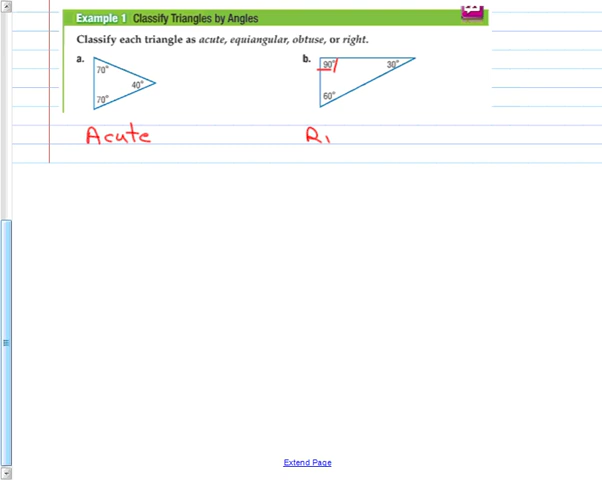 Example 1 Classify Triangles by Angles
Classify each triangle as acute, equiangular, obtuse, or right.
a.
70°
40°
70°
b.
90°
30°
60°
Acute
Ri
Extend Page